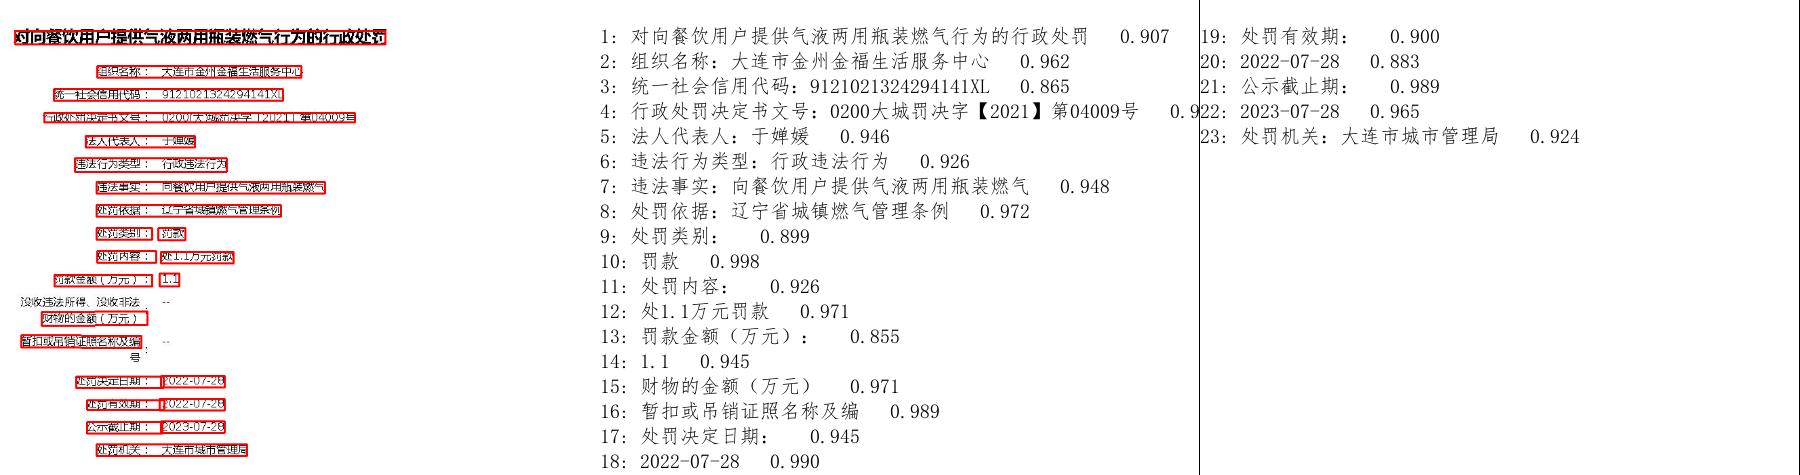 对向餐饮用户提供气液两用瓶装燃气行为的行政处罚
组织名称： 大连市金州金福生活服务中心
统一社会信用代码： 9121021324294141XL
行政处罚决定书文号： 0200大城罚决字【2021】第04009号
法人代表人： 于婵媛
违法行为类型： 行政违法行为
违法事实： 向餐饮用户提供气液两用瓶装燃气
处罚依据： 辽宁省城镇燃气管理条例
处罚类别： 罚款
处罚内容： 处1.1万元罚款
罚款金额（万元）： 1.1
没收违法所得、没收非法 --
财物的金额（万元）：
暂扣或吊销证照名称及编 --
号：
处罚决定日期： 2022-07-28
处罚有效期： 2022-07-28
公示截止期： 2023-07-28
处罚机关： 大连市城市管理局
1: 对向餐饮用户提供气液两用瓶装燃气行为的行政处罚 0.907
2: 组织名称: 大连市金州金福生活服务中心 0.962
3: 统一社会信用代码: 9121021324294141XL 0.865
4: 行政处罚决定书文号: 0200大城罚决字【2021】第04009号 0.9
5: 法人代表人: 于婵媛 0.946
6: 违法行为类型: 行政违法行为 0.926
7: 违法事实: 向餐饮用户提供气液两用瓶装燃气 0.948
8: 处罚依据: 辽宁省城镇燃气管理条例 0.972
9: 处罚类别: 0.899
10: 罚款 0.998
11: 处罚内容: 0.926
12: 处1.1万元罚款 0.971
13: 罚款金额（万元）: 0.855
14: 1.1 0.945
15: 财物的金额（万元） 0.971
16: 暂扣或吊销证照名称及编 0.989
17: 处罚决定日期: 0.945
18: 2022-07-28 0.990
19: 处罚有效期: 0.900
20: 2022-07-28 0.883
21: 公示截止期: 0.989
22: 2023-07-28 0.965
23: 处罚机关: 大连市城市管理局 0.924